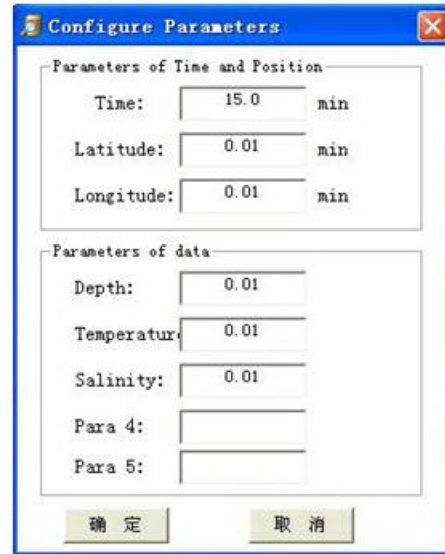 Configure Parameters
Parameters of Time and Position
Time: 15.0 min
Latitude: 0.01 min
Longitude: 0.01 min
Parameters of data
Depth: 0.01
Temperatur 0.01
Salinity: 0.01
Para 4:
Para 5:
确 定 取 消